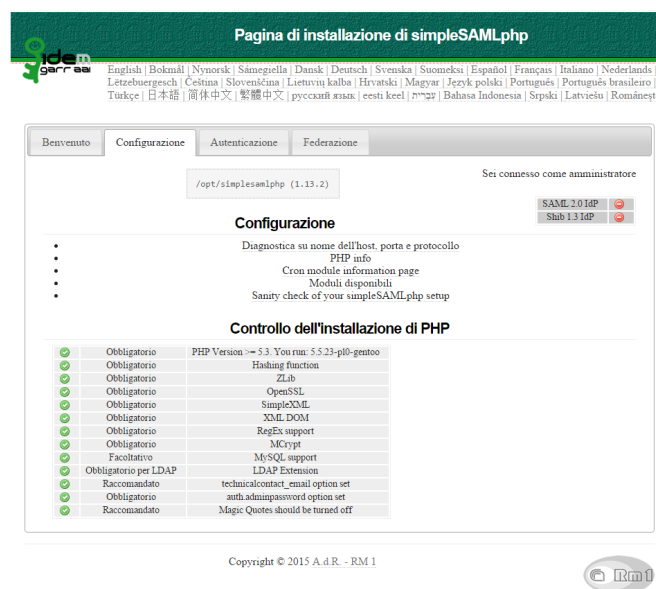 Pagina di installazione di simpleSAMLphp
idem
garr aai
English | Bokmål | Nynorsk | Sámegiella | Dansk | Deutsch | Svenska | Suomeksi | Español | Français | Italiano | Nederlands |
Lëtzebuergesch | Čeština | Slovenščina | Lietuvių kalba | Hrvatski | Magyar | Język polski | Português | Português brasileiro |
Türkçe | 日本語 | 简体中文 | 繁體中文 | русский язык | eesti keel | עִבְרִית | Bahasa Indonesia | Srpski | Latviešu | Românește
Benvenuto Configurazione Autenticazione Federazione
/opt/simplesamlphp (1.13.2)
Sei connesso come amministratore
SAML 2.0 IdP
Shib 1.3 IdP
Configurazione
Diagnostica su nome dell'host, porta e protocollo
PHP info
Cron module information page
Moduli disponibili
Sanity check of your simpleSAMLphp setup
Controllo dell'installazione di PHP
Obbligatorio PHP Version >= 5.3. You run: 5.5.23-pl0-gentoo
Obbligatorio Hashing function
Obbligatorio ZLib
Obbligatorio OpenSSL
Obbligatorio SimpleXML
Obbligatorio XML DOM
Obbligatorio RegEx support
Obbligatorio MCrypt
Facoltativo MySQL support
Obbligatorio per LDAP LDAP Extension
Raccomandato technicalcontact_email option set
Obbligatorio auth.adminpassword option set
Raccomandato Magic Quotes should be turned off
Copyright © 2015 A.d.R. - RM 1
Rm1